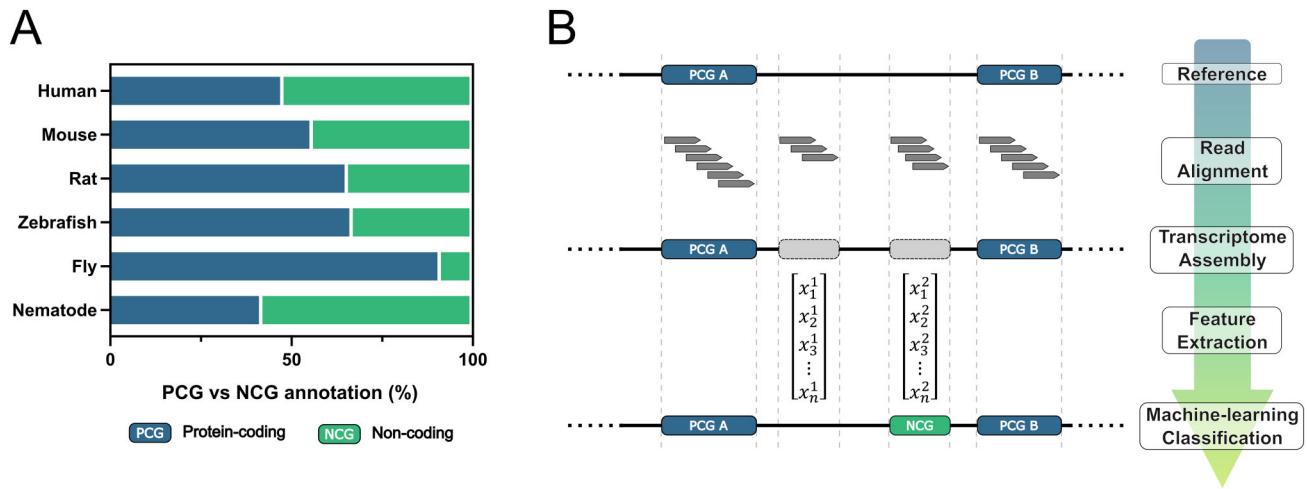 A
Human
Mouse
Rat
Zebrafish
Fly
Nematode
0
50
100
PCG vs NCG annotation (%)
PCG Protein-coding
NCG Non-coding
B
PCG A
PCG B
Reference
Read
Alignment
PCG A
PCG B
Transcriptome
Assembly
x₁¹ x₁²
x₂¹ x₂²
x₃¹ x₃²
⋮ ⋮
xₙ¹ xₙ²
Feature
Extraction
PCG A
NCG
PCG B
Machine-learning
Classification